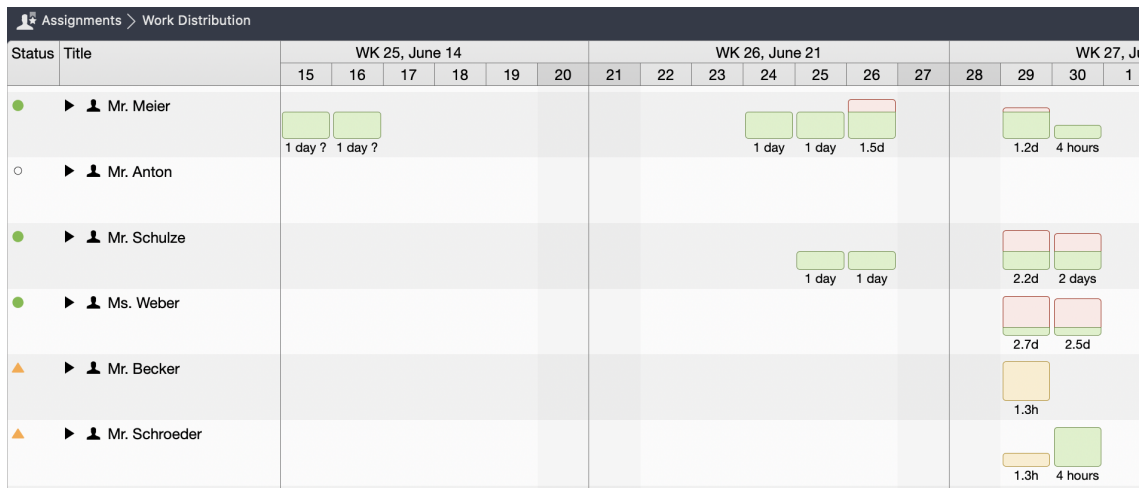 Assignments > Work Distribution
Status Title WK 25, June 14 WK 26, June 21 WK 27, J
15 16 17 18 19 20 21 22 23 24 25 26 27 28 29 30 1
Mr. Meier
1 day ? 1 day ? 1 day 1 day 1.5d 1.2d 4 hours
Mr. Anton
Mr. Schulze
1 day 1 day 2.2d 2 days
Ms. Weber
2.7d 2.5d
Mr. Becker
1.3h
Mr. Schroeder
1.3h 4 hours